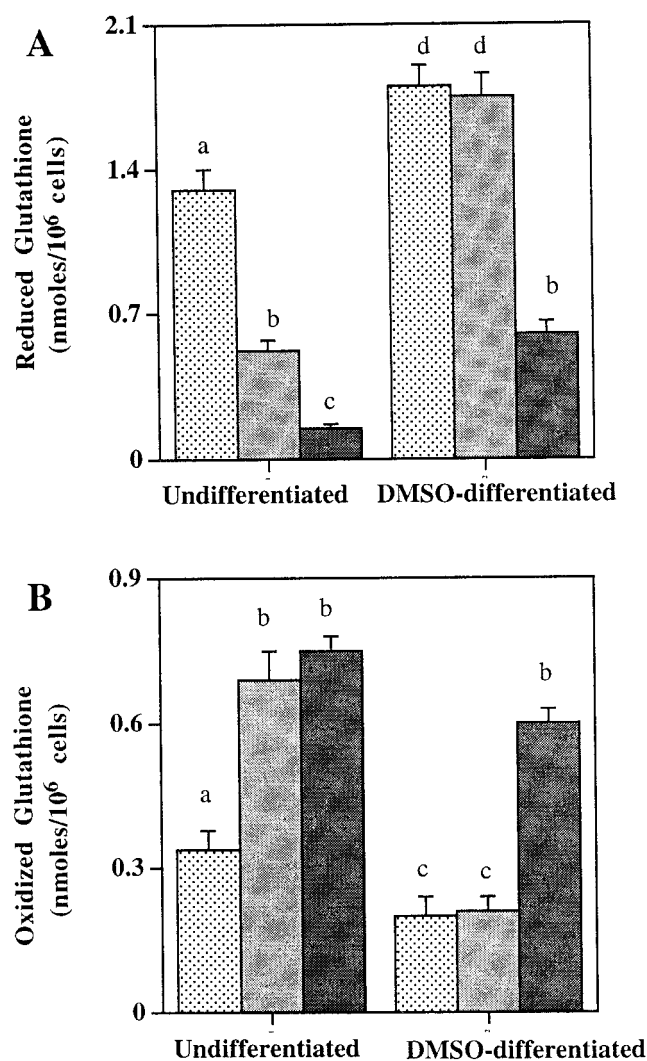 A
Reduced Glutathione
(nmoles/10⁶ cells)
2.1
1.4
0.7
0
a
b
c
d d
b
Undifferentiated DMSO-differentiated
B
Oxidized Glutathione
(nmoles/10⁶ cells)
0.9
0.6
0.3
0
a
b b
c c
b
Undifferentiated DMSO-differentiated